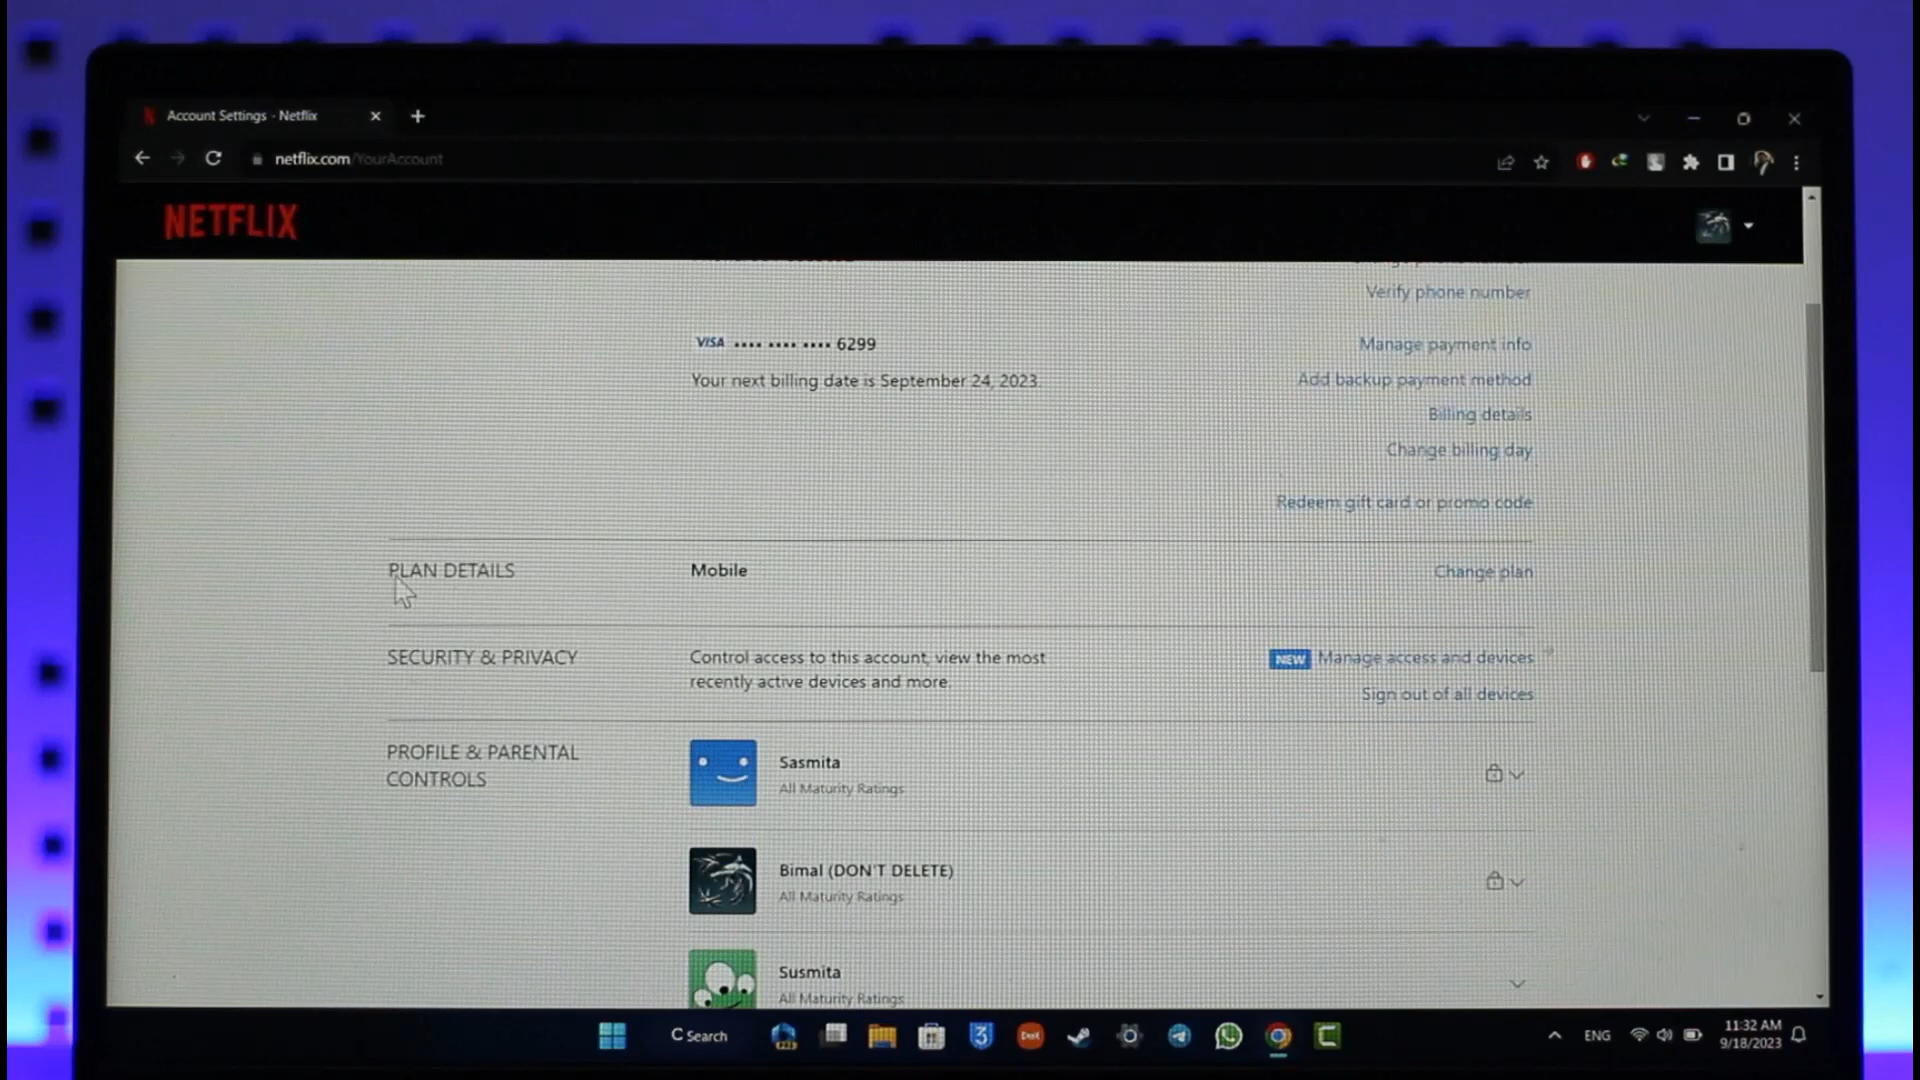 Account Settings - Netflix
netflix.com/YourAccount
NETFLIX
Verify phone number
VISA •••• •••• •••• 6299
Manage payment info
Your next billing date is September 24, 2023.
Add backup payment method
Billing details
Change billing day
Redeem gift card or promo code
PLAN DETAILS
Mobile
Change plan
SECURITY & PRIVACY
Control access to this account, view the most
recently active devices and more.
NEW Manage access and devices
Sign out of all devices
PROFILE & PARENTAL
CONTROLS
Sasmita
All Maturity Ratings
Bimal (DON'T DELETE)
All Maturity Ratings
Susmita
All Maturity Ratings
Search
3
ENG
11:32 AM
9/18/2023